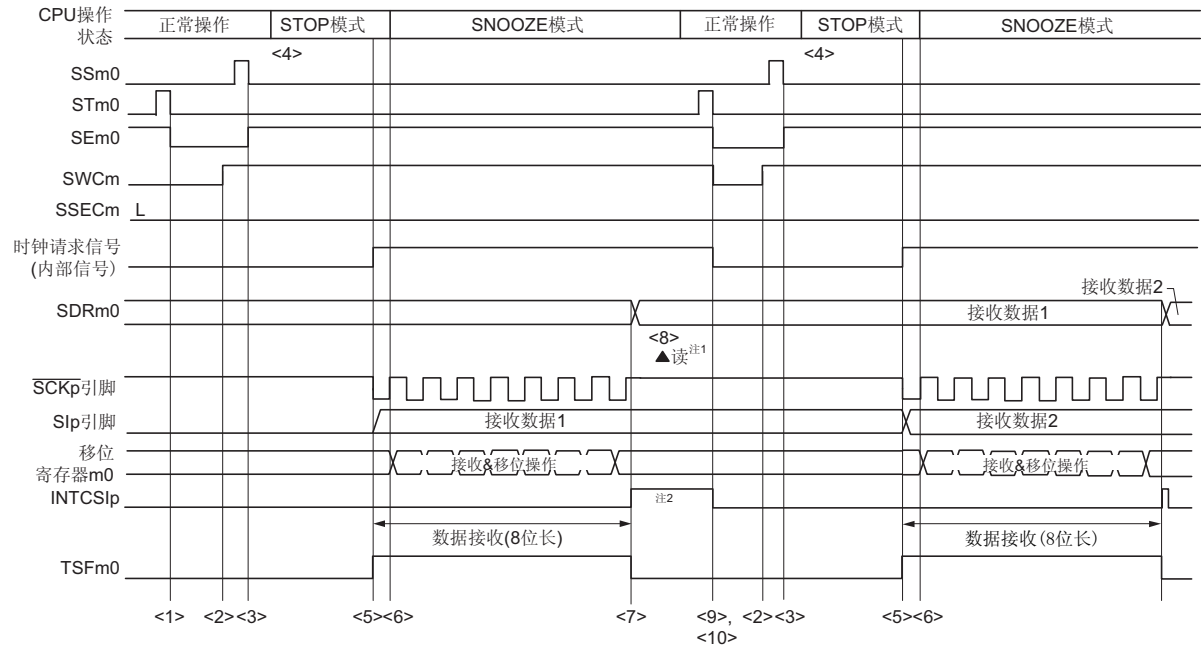 CPU操作
状态
正常操作 STOP模式 SNOOZE模式 正常操作 STOP模式 SNOOZE模式
<4> <4>
SSm0
STm0
SEm0
SWCm
SSECm L
时钟请求信号
(内部信号)
接收数据2
SDRm0 接收数据1
<8>
▲读注1
SCKp引脚
SIp引脚 接收数据1 接收数据2
移位
寄存器m0
接收&移位操作 接收&移位操作
INTCSIp 注2
数据接收(8位长) 数据接收(8位长)
TSFm0
<1> <2><3> <5><6> <7> <9>, <2><3> <5><6>
<10>